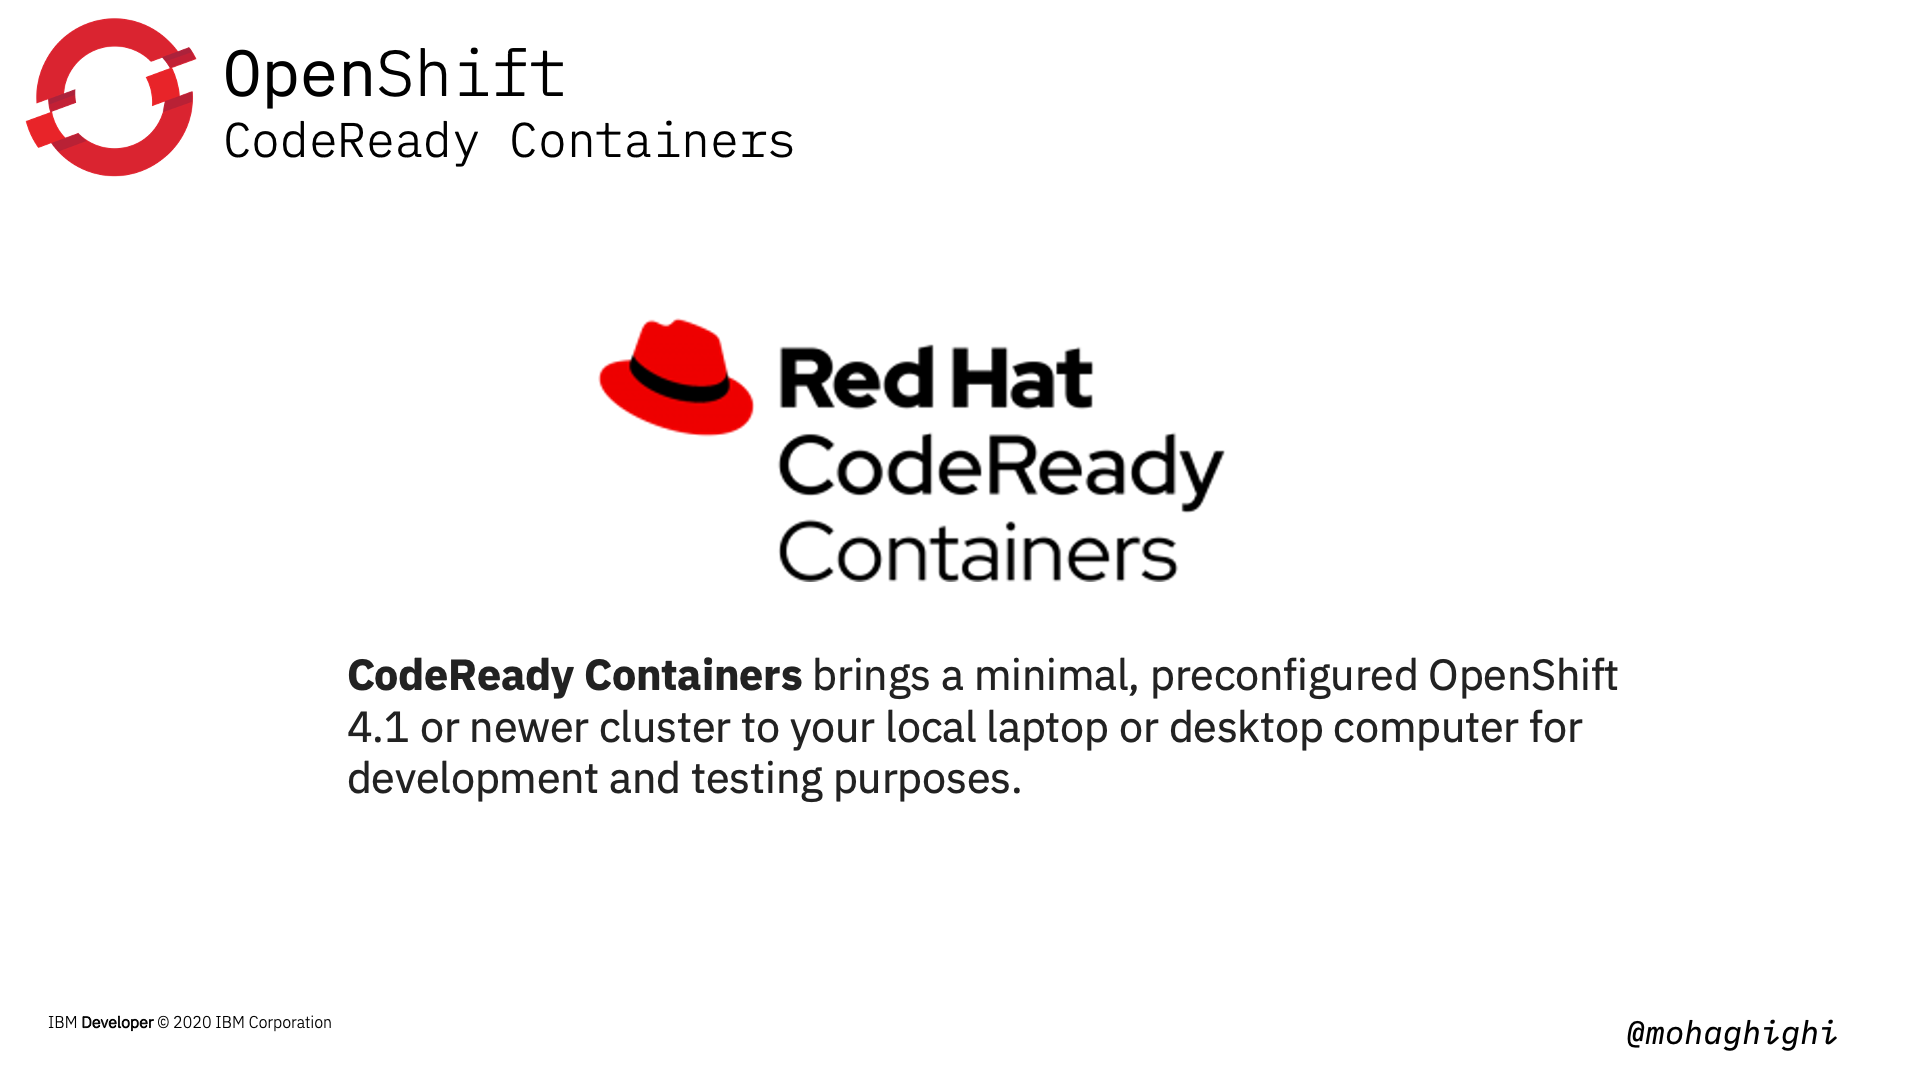 OpenShift
CodeReady Containers
Red Hat
CodeReady
Containers
CodeReady Containers brings a minimal, preconfigured OpenShift
4.1 or newer cluster to your local laptop or desktop computer for
development and testing purposes.
IBM Developer © 2020 IBM Corporation
@mohaghighi